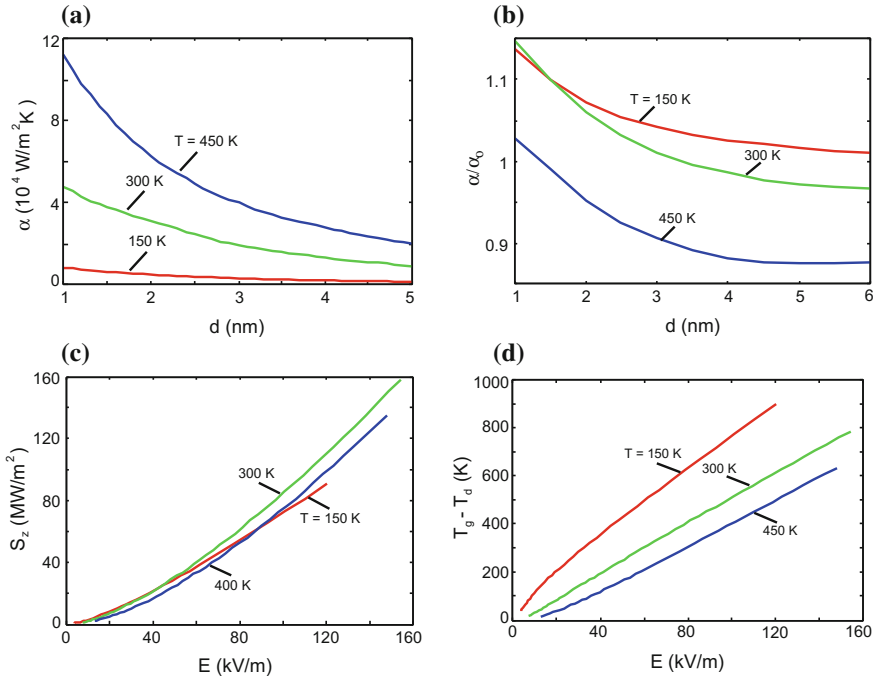 (a)
12
8
4
0
α (10⁴ W/m²K)
T = 450 K
300 K
150 K
1 2 3 4 5
d (nm)
(b)
1.1
1
0.9
α/α₀
T = 150 K
300 K
450 K
1 2 3 4 5 6
d (nm)
(c)
160
120
80
40
0
S_z (MW/m²)
300 K
T = 150 K
400 K
0 40 80 120 160
E (kV/m)
(d)
1000
800
600
400
200
0
T_g - T_d (K)
T = 150 K
300 K
450 K
0 40 80 120 160
E (kV/m)